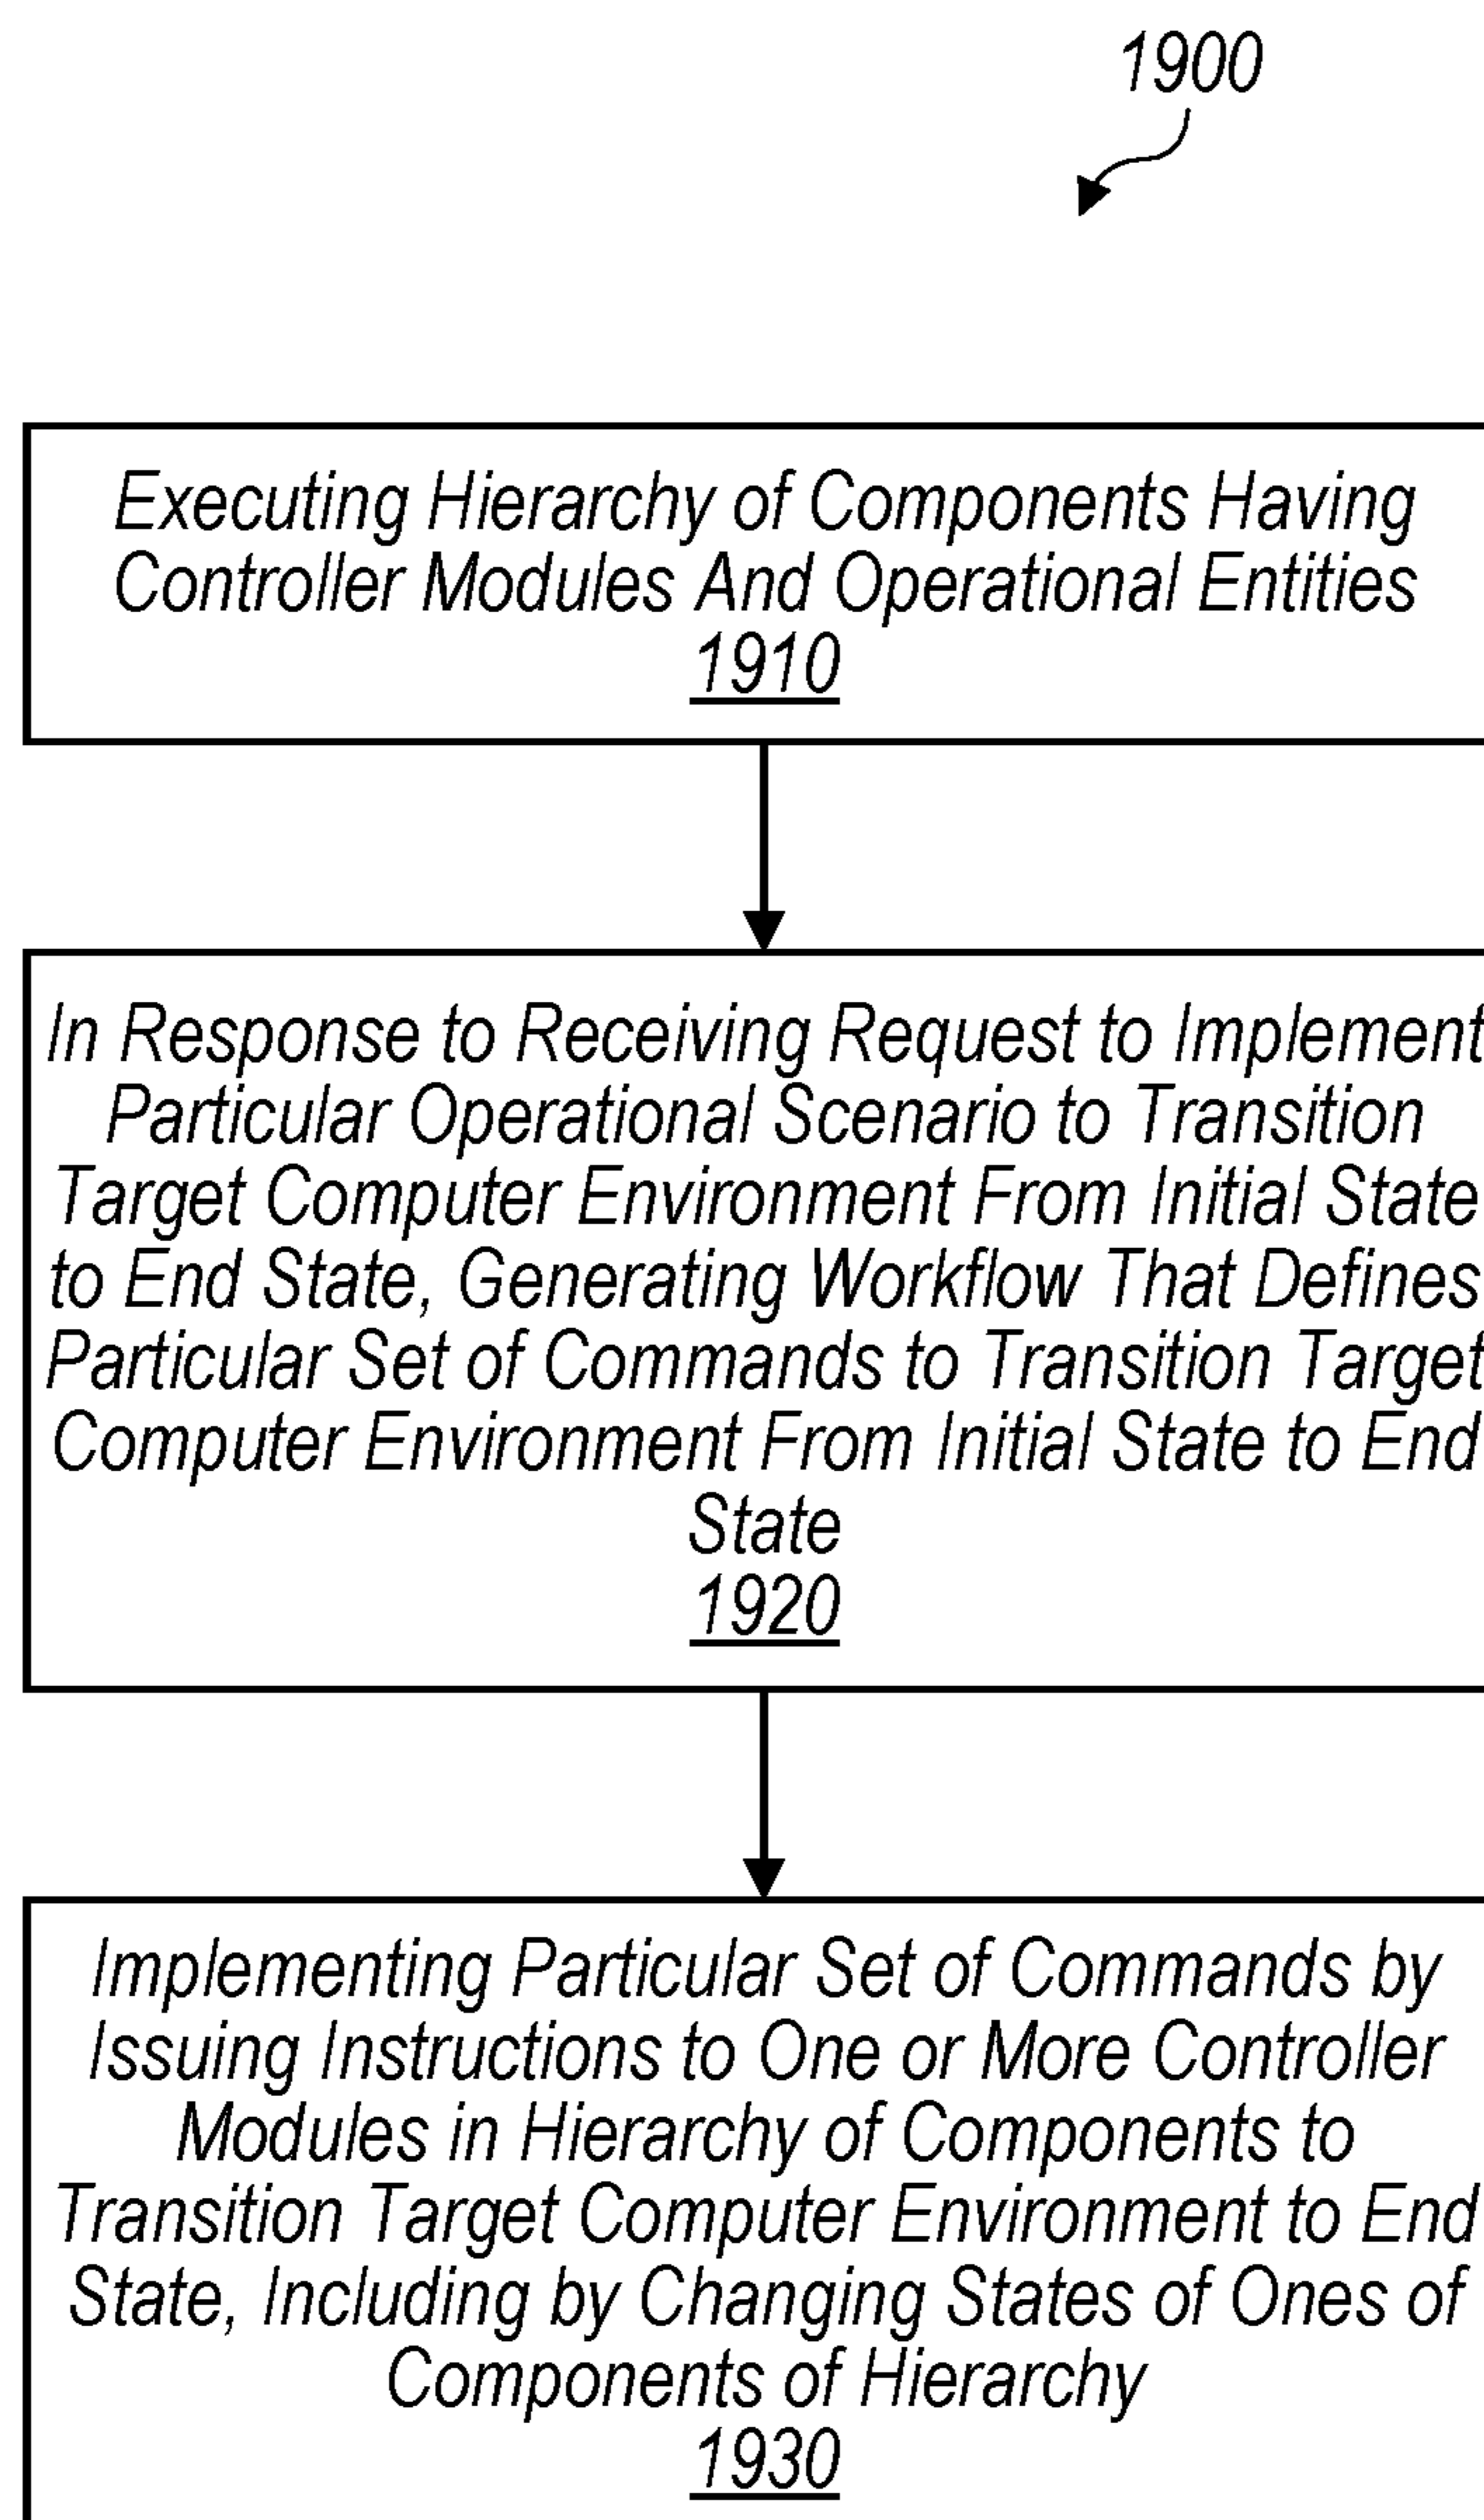 1900
Executing Hierarchy of Components Having
Controller Modules And Operational Entities
1910
In Response to Receiving Request to Implement
Particular Operational Scenario to Transition
Target Computer Environment From Initial State
to End State, Generating Workflow That Defines
Particular Set of Commands to Transition Target
Computer Environment From Initial State to End
State
1920
Implementing Particular Set of Commands by
Issuing Instructions to One or More Controller
Modules in Hierarchy of Components to
Transition Target Computer Environment to End
State, Including by Changing States of Ones of
Components of Hierarchy
1930